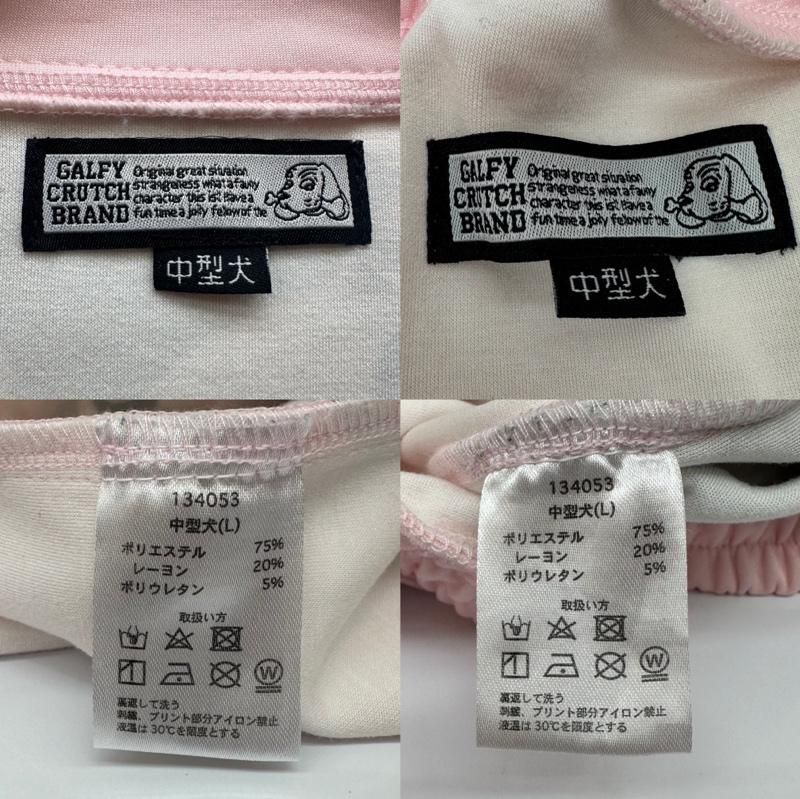 GALFY
CRUTCH
BRAND
Original great situation
strangeness what a fauly
character this is! Have a
fun time a jolly fellow of the
中型犬
GALFY
CRUTCH
BRAND
Original great situation
strangeness what a fauly
character this is! Have a
fun time a jolly fellow of the
中型犬
134053
中型犬(L)
ポリエステル 75%
レーヨン 20%
ポリウレタン 5%
取扱い方
W
裏返して洗う
刺繍、プリント部分アイロン禁止
液温は30℃を限度とする
134053
中型犬(L)
ポリエステル 75%
レーヨン 20%
ポリウレタン 5%
取扱い方
W
裏返して洗う
刺繍、プリント部分アイロン禁止
液温は30℃を限度とする